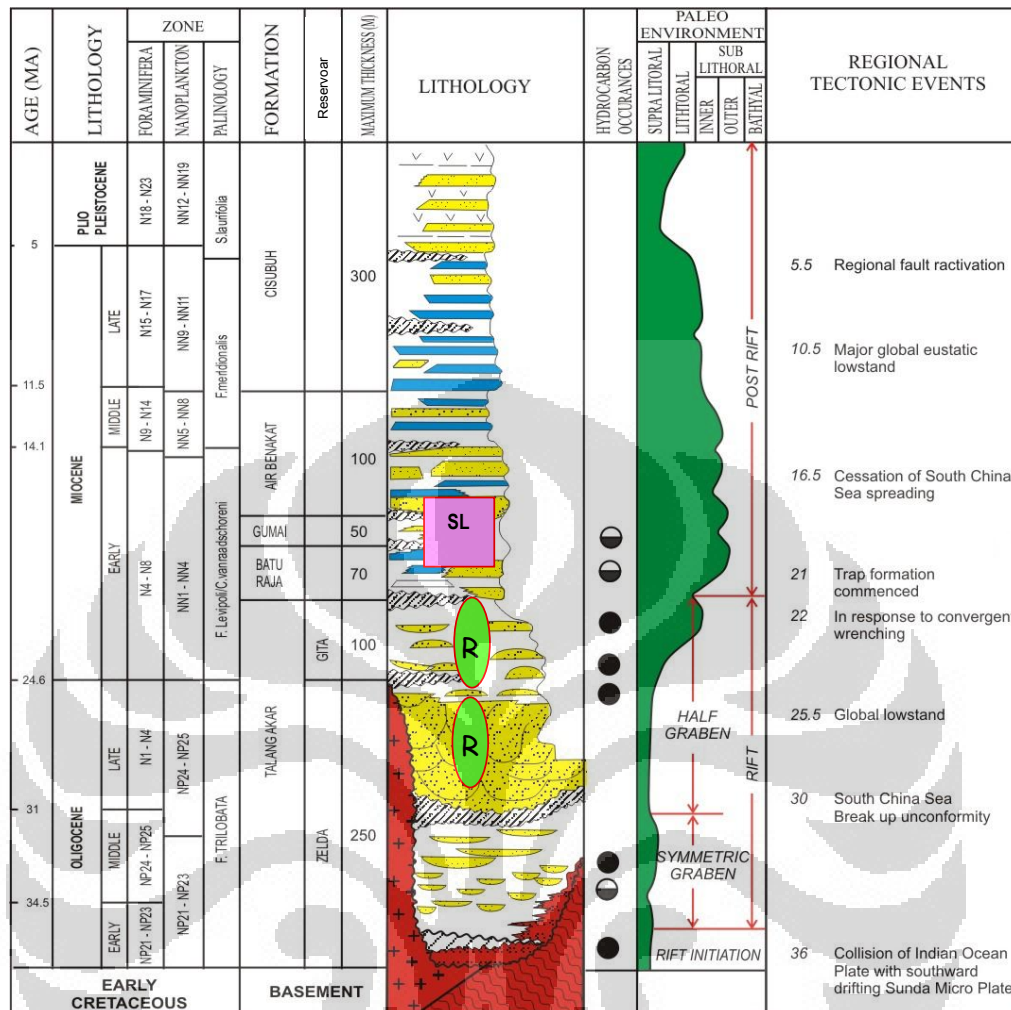 AGE (MA)
LITHOLOGY
ZONE
FORAMINIFERA
NANOPLANKTON
PALINOLOGY
FORMATION
Reservoar
MAXIMUM THICKNESS (M)
LITHOLOGY
HYDROCARBON
OCCURANCES
PALEO
ENVIRONMENT
SUPRA LITORAL
LITHTORAL
SUB
LITHORAL
INNER
OUTER
BATHYAL
REGIONAL
TECTONIC EVENTS
PLIO
PLEISTOCENE
N18 - N23
NN12 - NN19
S.laurifolia
5
MIOCENE
LATE
N15 - N17
NN9 - NN11
F.meridionalis
CISUBUH
300
11.5
MIDDLE
N9 - N14
NN5 - NN8
14.1
AIR BENAKAT
100
EARLY
N4 - N8
NN1 - NN4
F. Levipoli/C.vanraadschoreni
GUMAI
50
BATU
RAJA
70
SL
TALANG AKAR
GITA
100
R
24.6
OLIGOCENE
LATE
N1 - N4
NP24 - NP25
R
31
MIDDLE
NP24 - NP25
NP21 - NP23
F. TRILOBATA
ZELDA
250
34.5
EARLY
NP21 - NP23
EARLY
CRETACEOUS
BASEMENT
POST RIFT
RIFT
HALF
GRABEN
SYMMETRIC
GRABEN
RIFT INITIATION
5.5 Regional fault ractivation
10.5 Major global eustatic
lowstand
16.5 Cessation of South China
Sea spreading
21 Trap formation
commenced
22 In response to convergent
wrenching
25.5 Global lowstand
30 South China Sea
Break up unconformity
36 Collision of Indian Ocean
Plate with southward
drifting Sunda Micro Plate